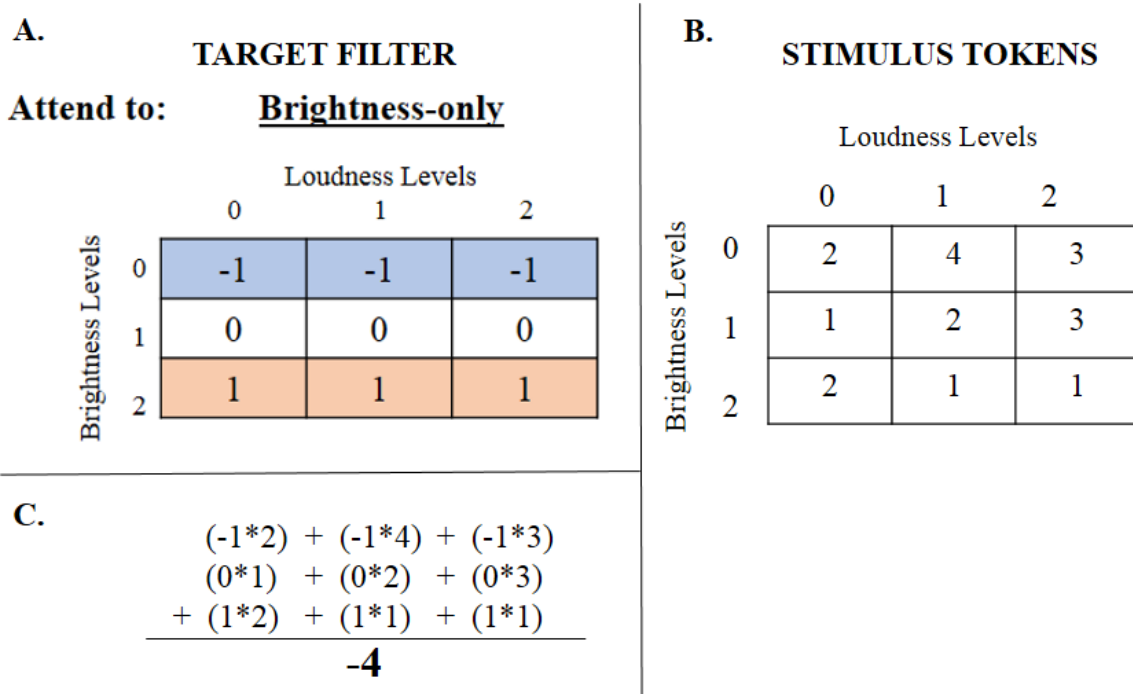 A.
TARGET FILTER
Attend to: Brightness-only
Loudness Levels
0 1 2
Brightness Levels
0 -1 -1 -1
1 0 0 0
2 1 1 1
B.
STIMULUS TOKENS
Loudness Levels
0 1 2
Brightness Levels
0 2 4 3
1 1 2 3
2 2 1 1
C.
(-1*2) + (-1*4) + (-1*3)
(0*1) + (0*2) + (0*3)
+ (1*2) + (1*1) + (1*1)
-4